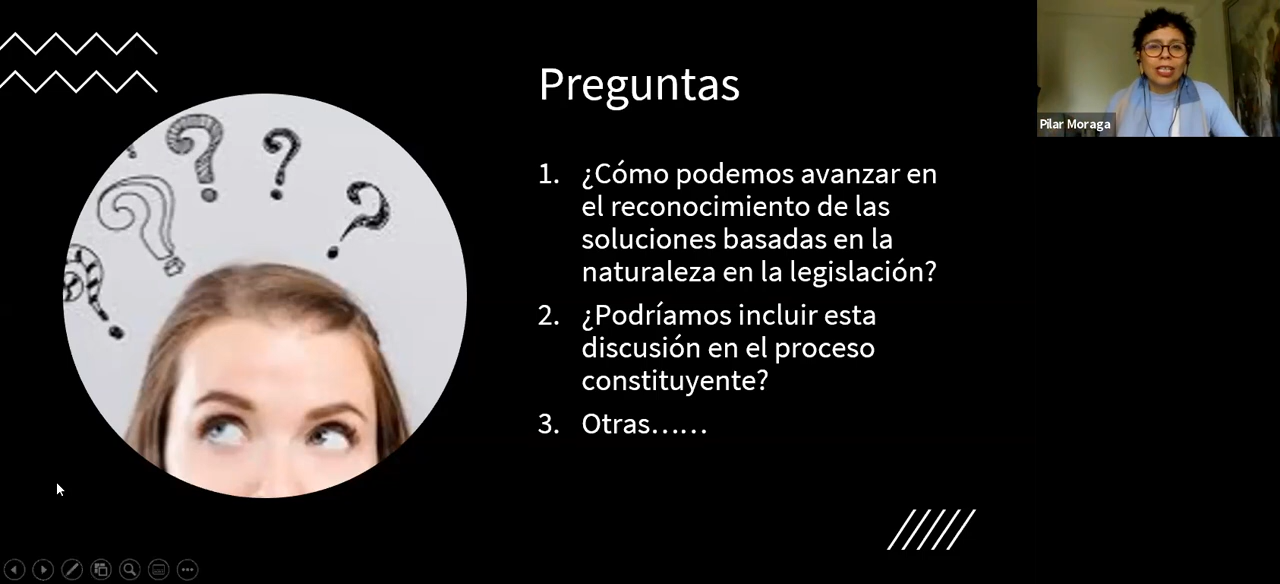 Preguntas
1. ¿Cómo podemos avanzar en
el reconocimiento de las
soluciones basadas en la
naturaleza en la legislación?
2. ¿Podríamos incluir esta
discusión en el proceso
constituyente?
3. Otras......
Pilar Moraga